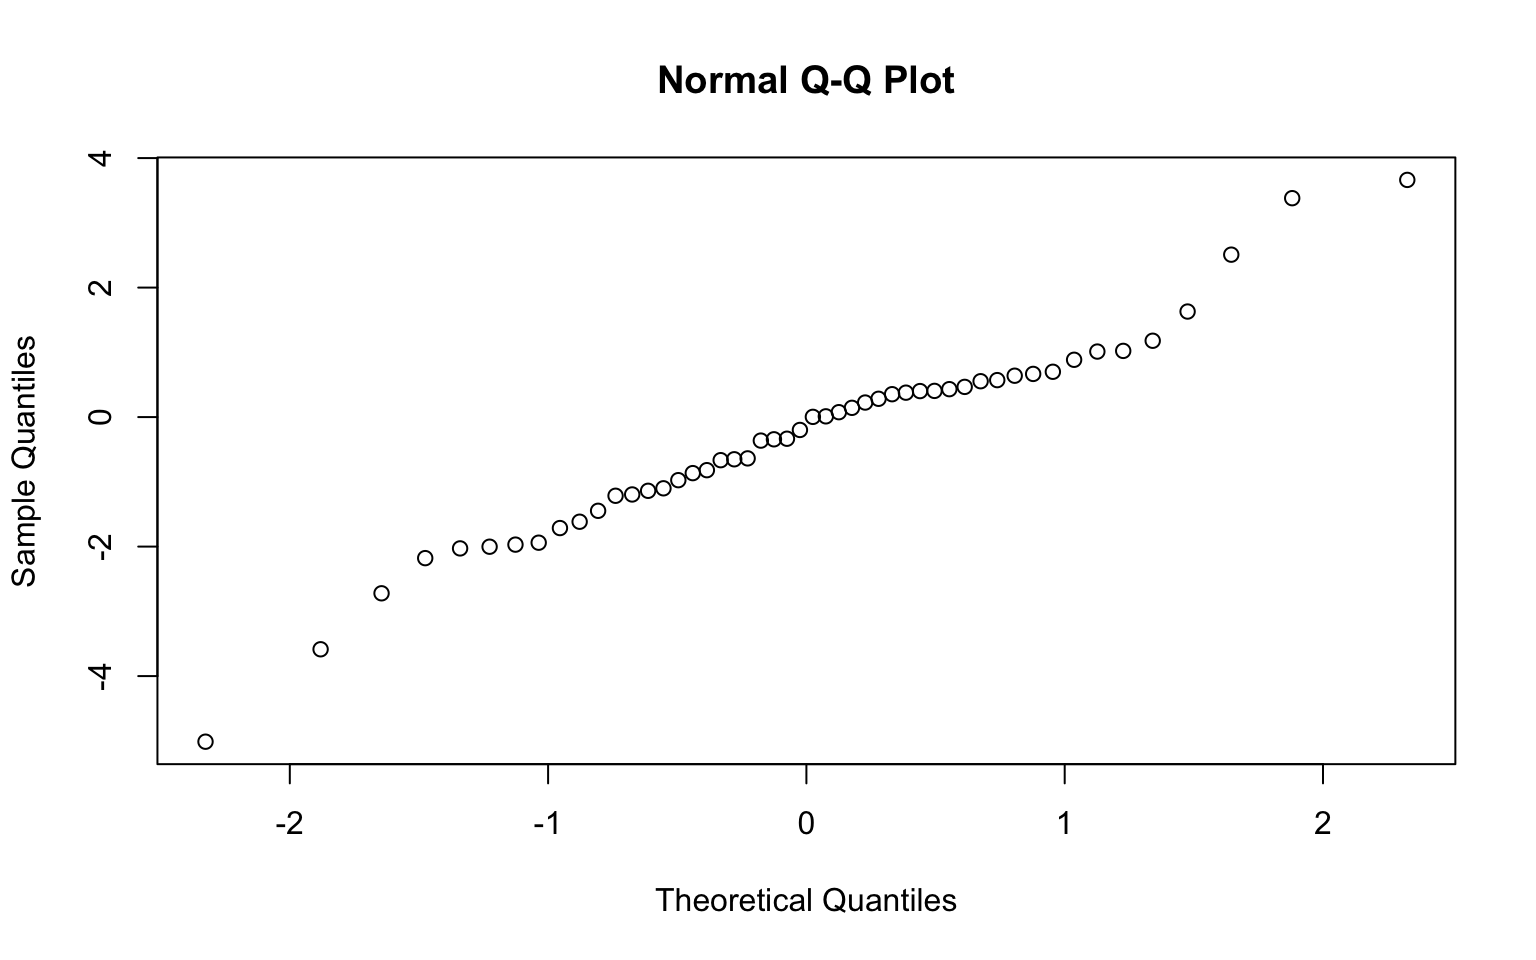 Normal Q-Q Plot
4
2
0
-2
-4
Sample Quantiles
-2 -1 0 1 2
Theoretical Quantiles